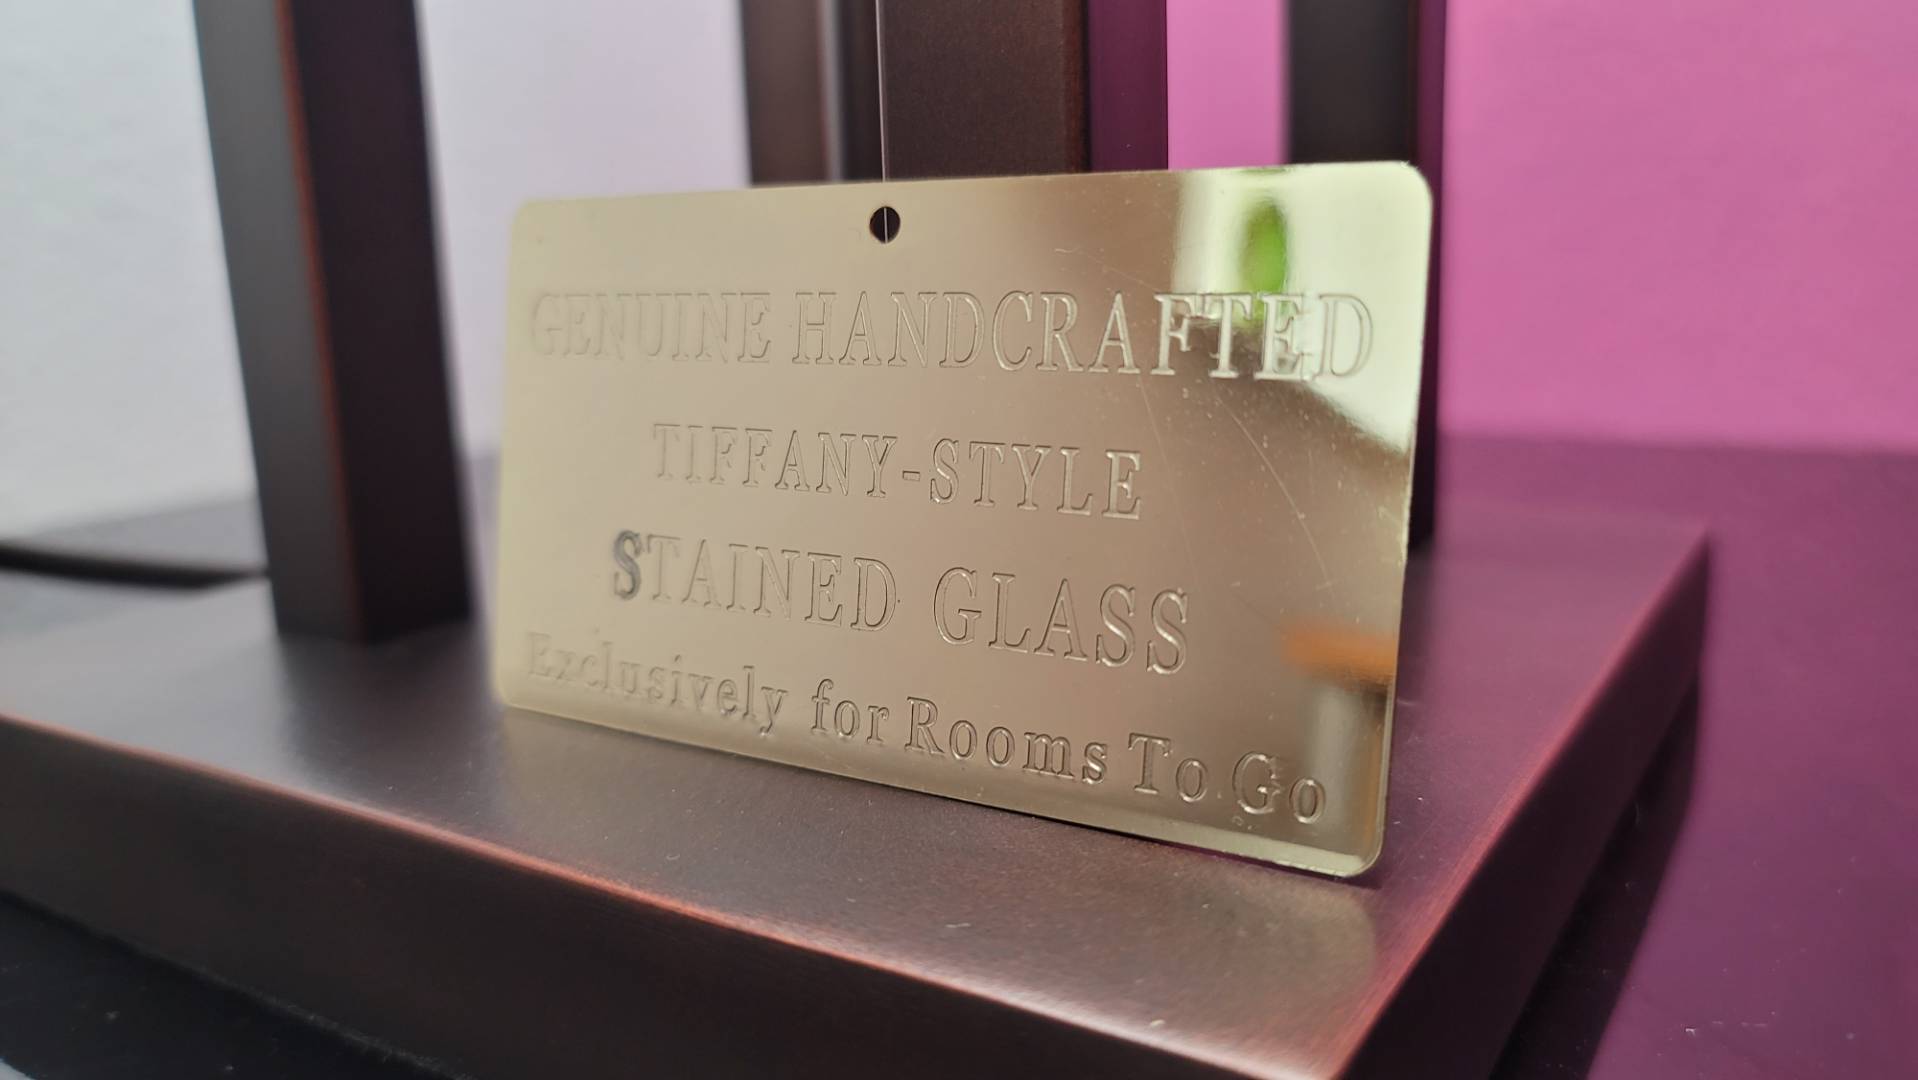 GENUINE HANDCRAFTED
TIFFANY-STYLE
STAINED GLASS
Exclusively for Rooms To Go